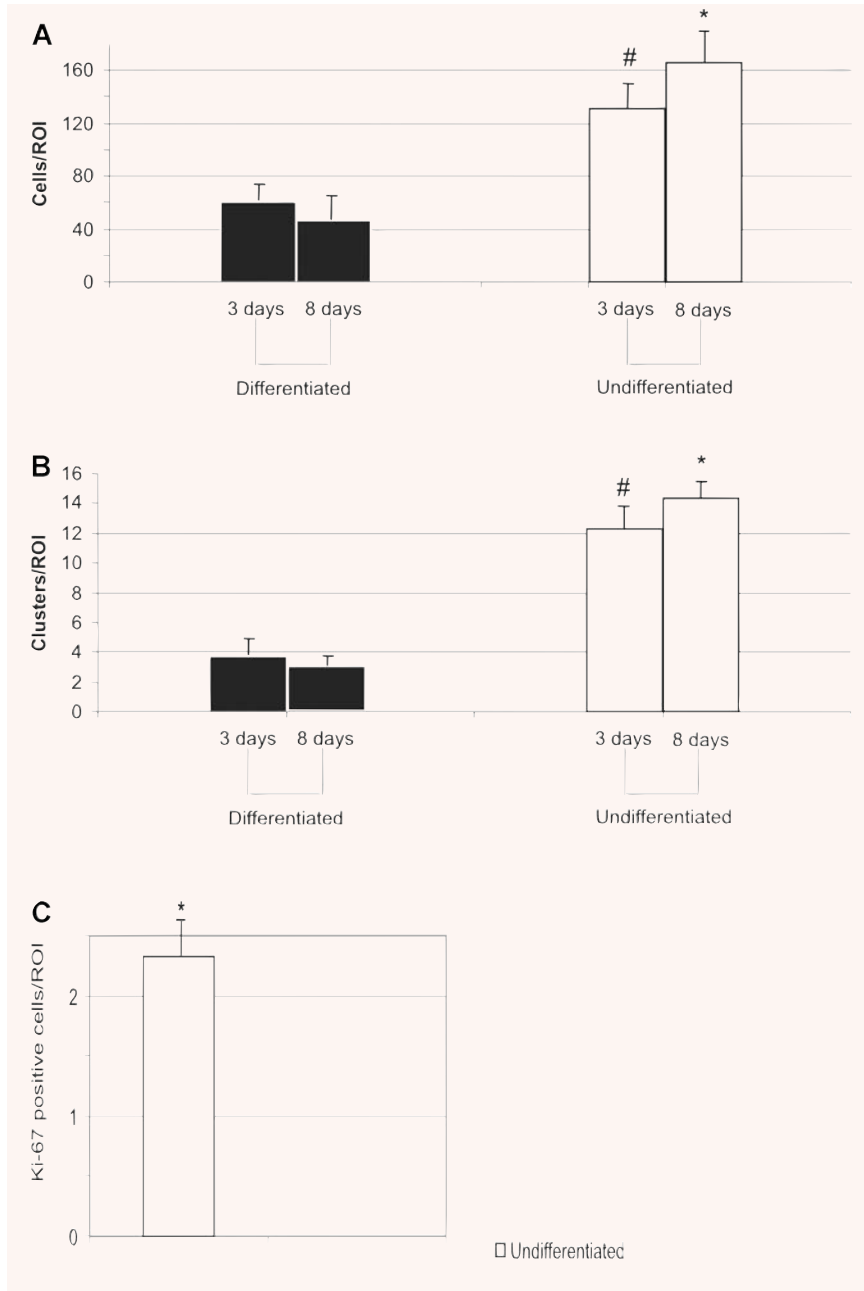 A
*
#
160
120
80
40
0
Cells/ROI
3 days 8 days 3 days 8 days
Differentiated Undifferentiated
B
16
*
14
#
12
10
8
6
4
2
0
Clusters/ROI
3 days 8 days 3 days 8 days
Differentiated Undifferentiated
C
*
2
1
0
Ki-67 positive cells/ROI
Undifferentiated